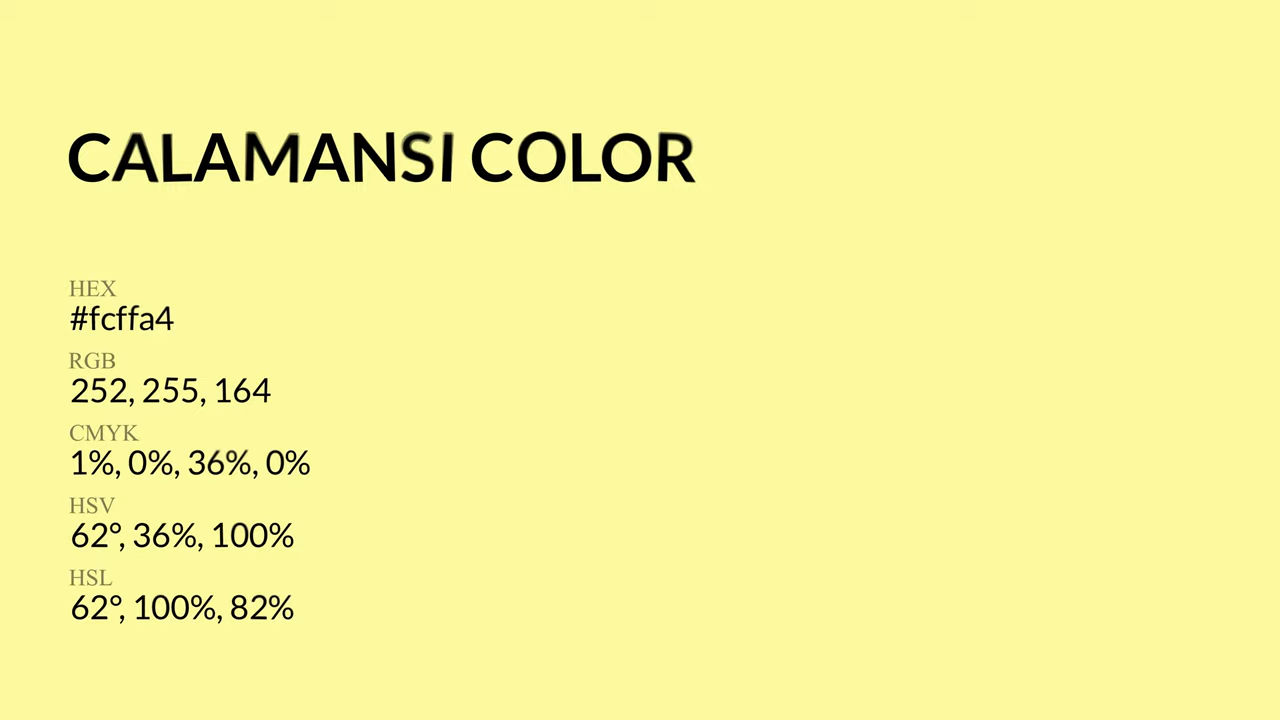 CALAMANSI COLOR
HEX
#fcffa4
RGB
252, 255, 164
CMYK
1%, 0%, 36%, 0%
HSV
62°, 36%, 100%
HSL
62°, 100%, 82%